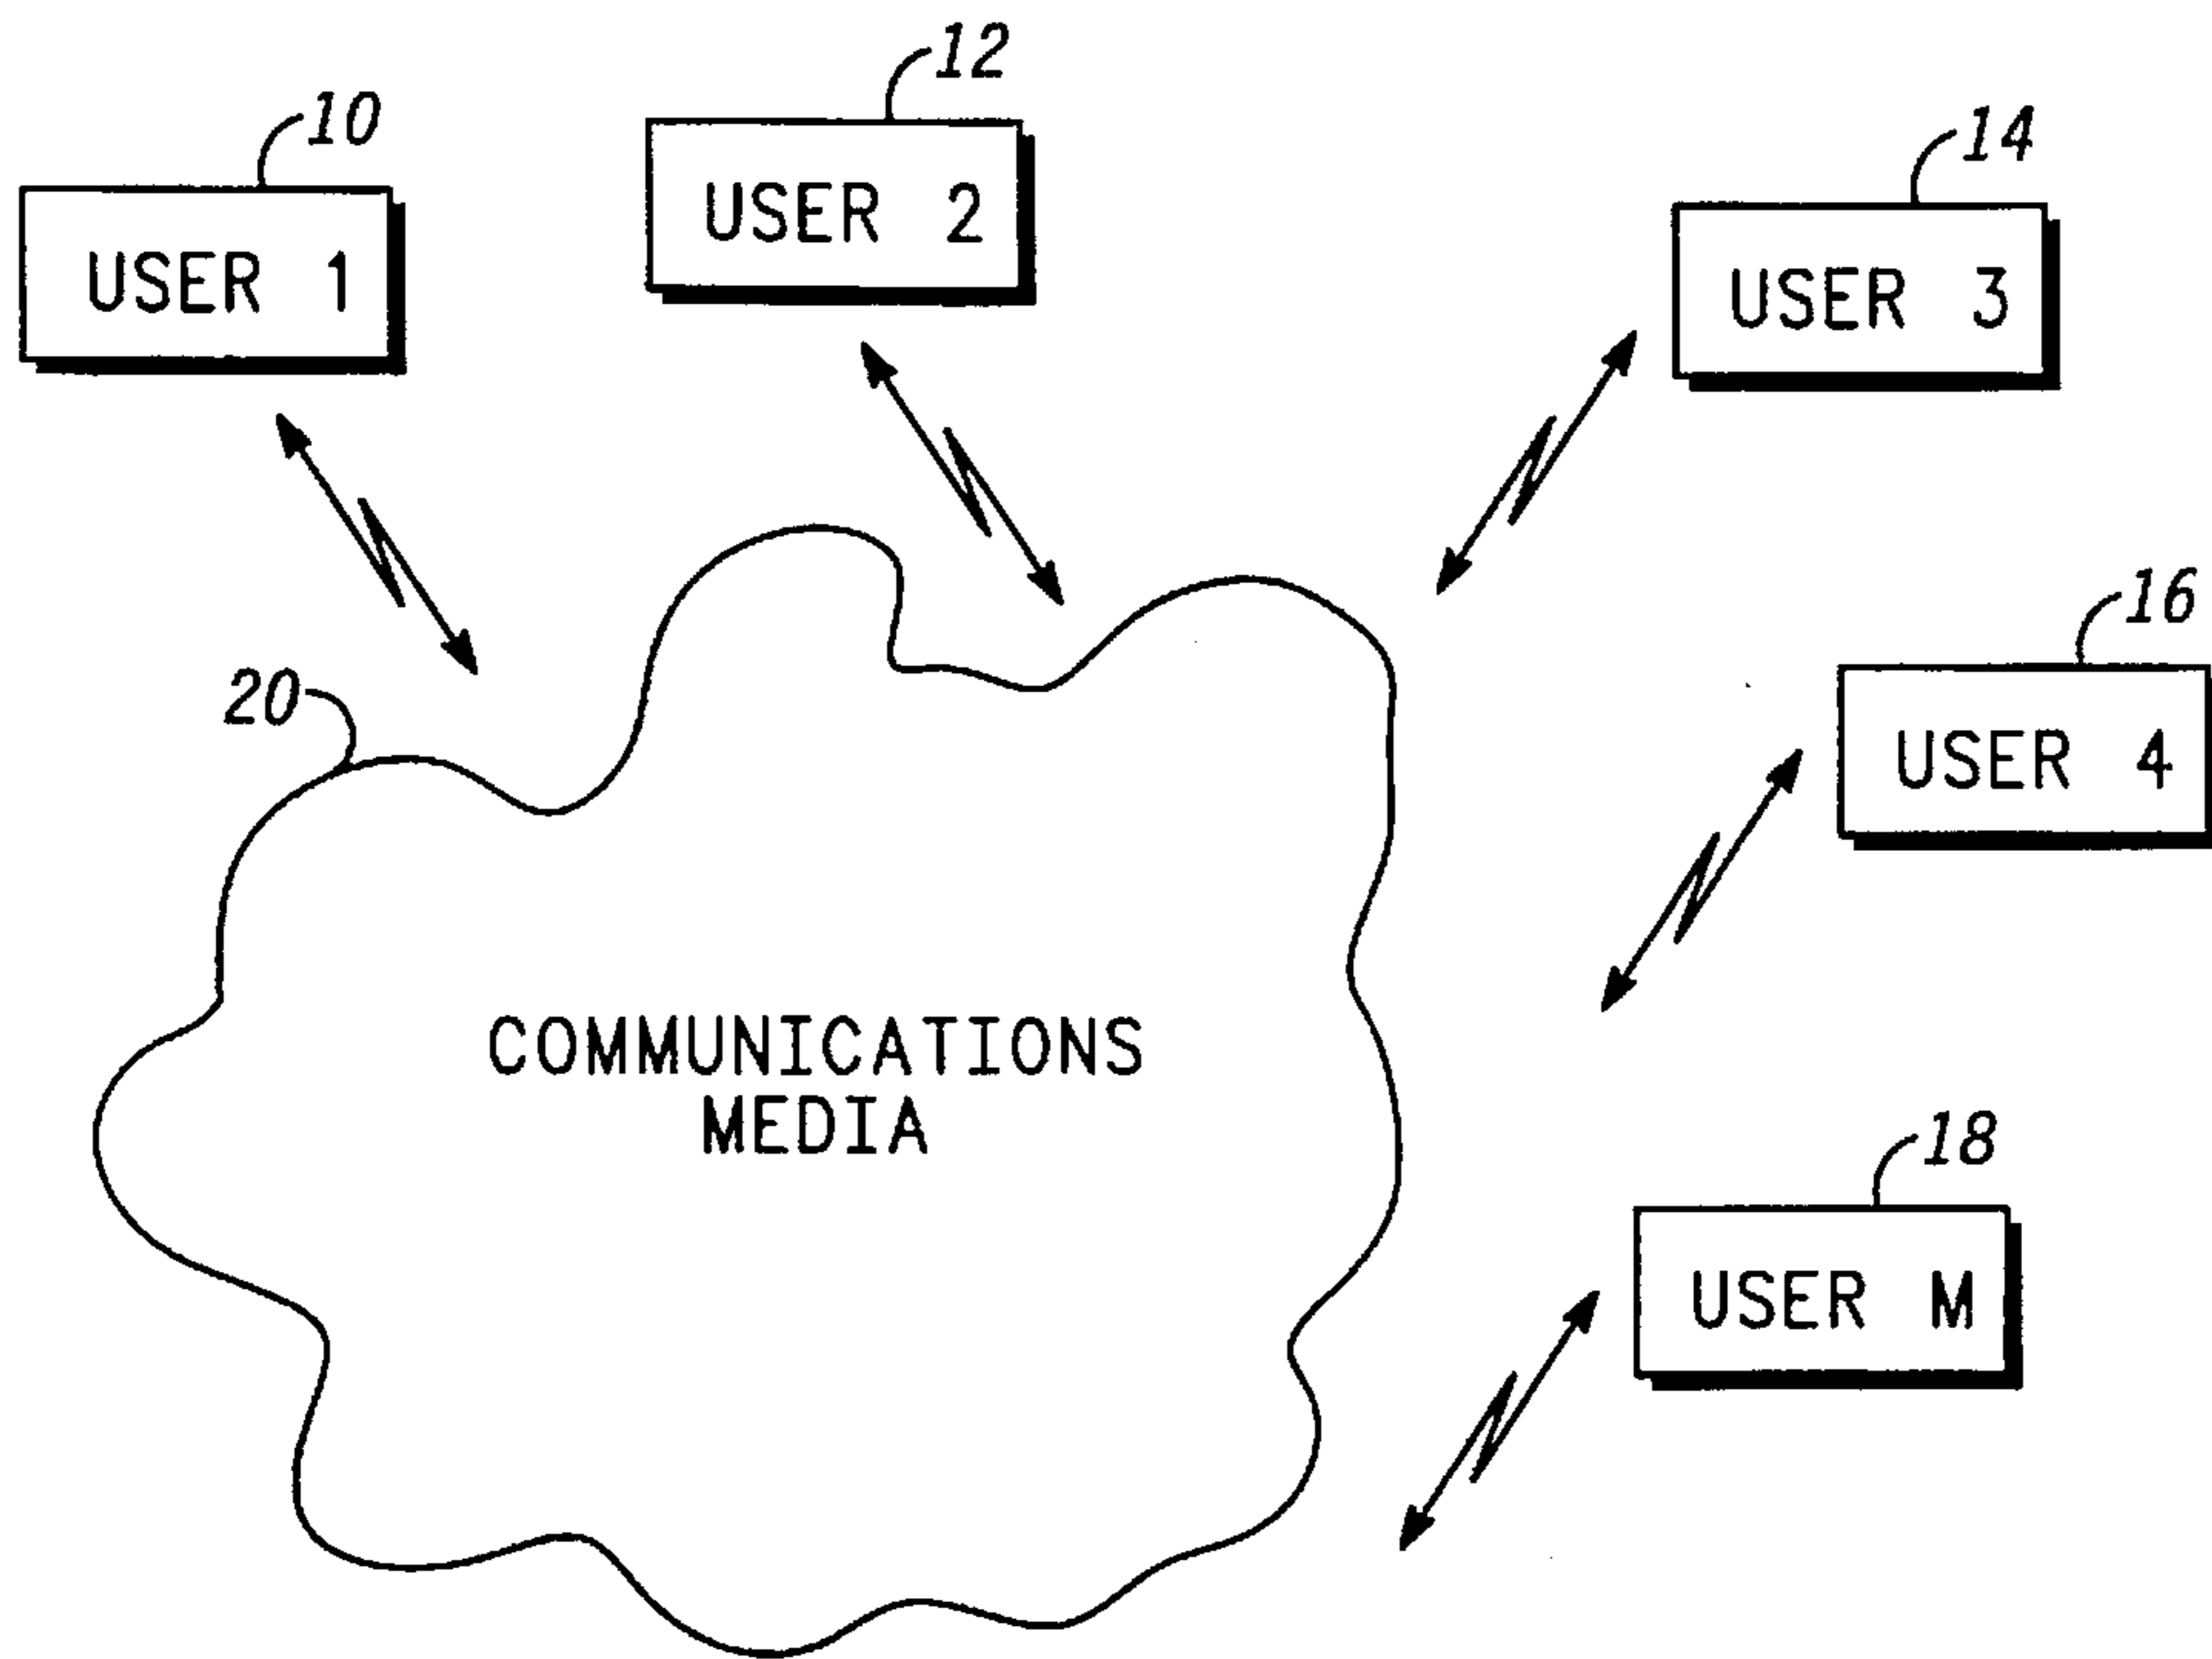 12
10
14
USER 2
USER 1
USER 3
16
20
USER 4
COMMUNICATIONS
MEDIA
18
USER M